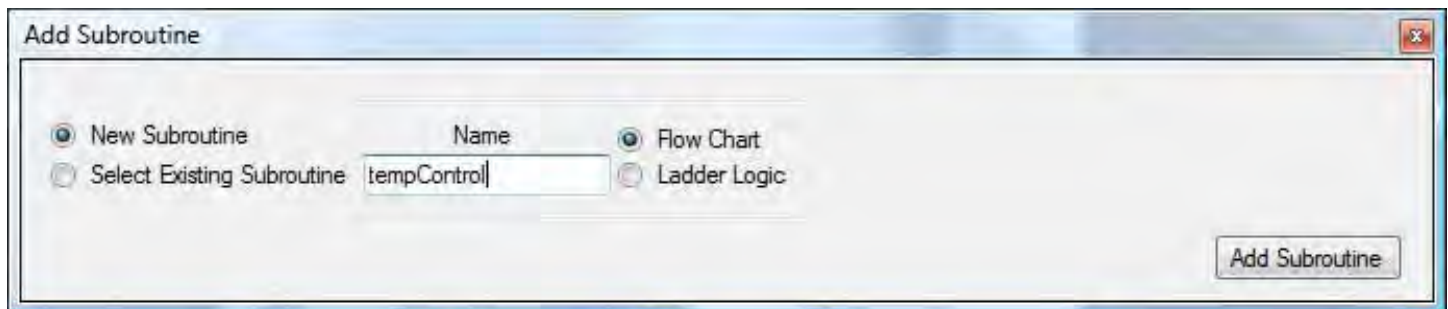 Add Subroutine
New Subroutine
Name
Flow Chart
Select Existing Subroutine
tempControl
Ladder Logic
Add Subroutine